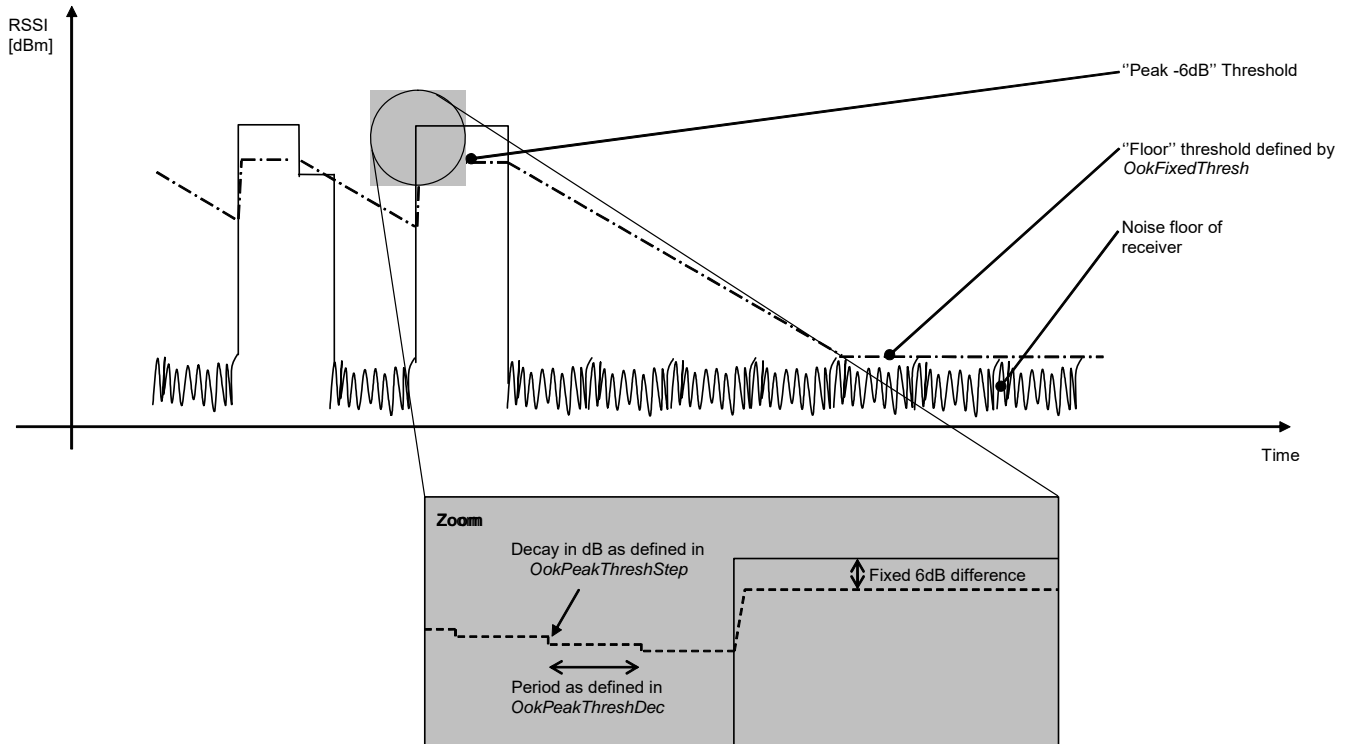 RSSI
[dBm]
‘’Peak -6dB’’ Threshold
‘’Floor’’ threshold defined by
OokFixedThresh
Noise floor of
receiver
Time
Zoom
Decay in dB as defined in
OokPeakThreshStep
Fixed 6dB difference
Period as defined in
OokPeakThreshDec